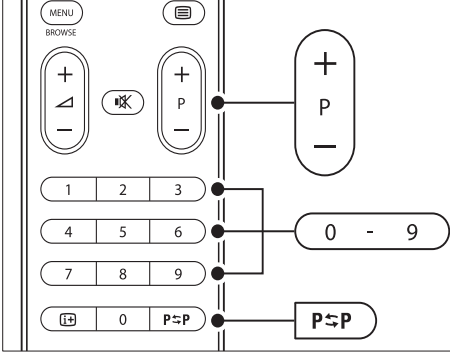 MENU
BROWSE
+ +
P
- -
+
P
-
1 2 3
4 5 6
0 - 9
7 8 9
i+ 0 P⇆P
P⇆P